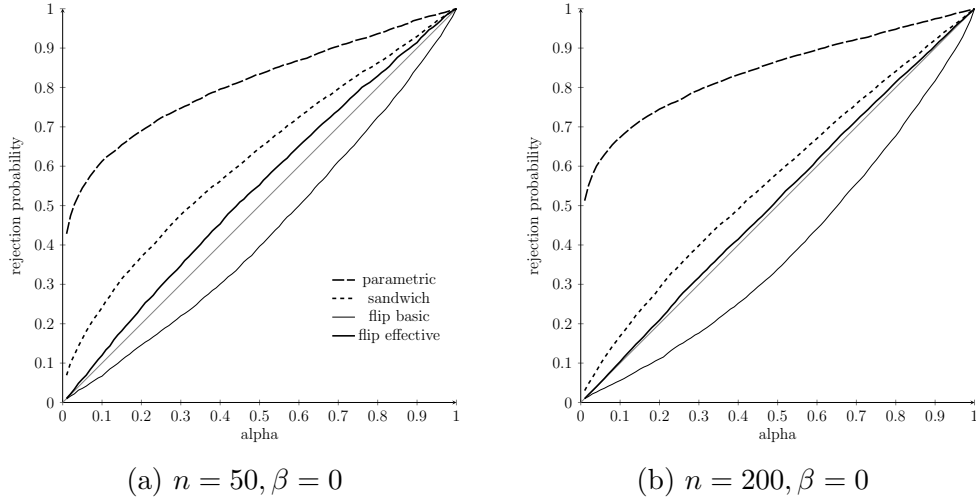 1
0.9
0.8
0.7
0.6
0.5
0.4
0.3
0.2
0.1
0
rejection probability
parametric
sandwich
flip basic
flip effective
0 0.1 0.2 0.3 0.4 0.5 0.6 0.7 0.8 0.9 1
alpha
(a) n = 50, β = 0
1
0.9
0.8
0.7
0.6
0.5
0.4
0.3
0.2
0.1
0
rejection probability
0 0.1 0.2 0.3 0.4 0.5 0.6 0.7 0.8 0.9 1
alpha
(b) n = 200, β = 0